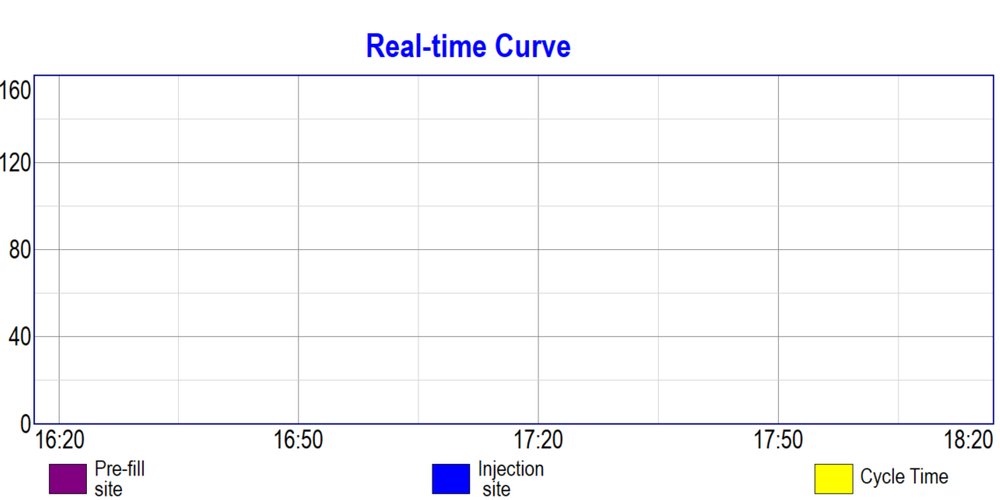 Real-time Curve
160
120
80
40
0
16:20 16:50 17:20 17:50 18:20
Pre-fill
site
Injection
site
Cycle Time